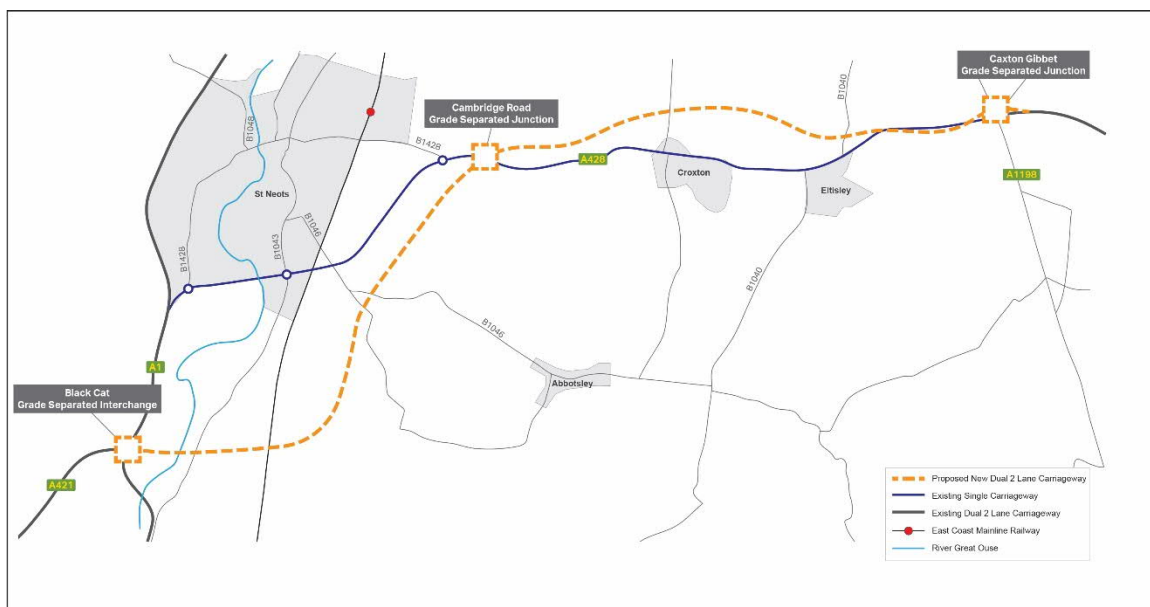 Caxton Gibbet
Grade Separated Junction
Cambridge Road
Grade Separated Junction
B1040
B1048
B1428
A428
Croxton
Eltisley
A1198
St Neots
B1046
B1043
B1428
B1040
B1046
A1
Abbotsley
Black Cat
Grade Separated Interchange
A421
Proposed New Dual 2 Lane Carriageway
Existing Single Carriageway
Existing Dual 2 Lane Carriageway
East Coast Mainline Railway
River Great Ouse